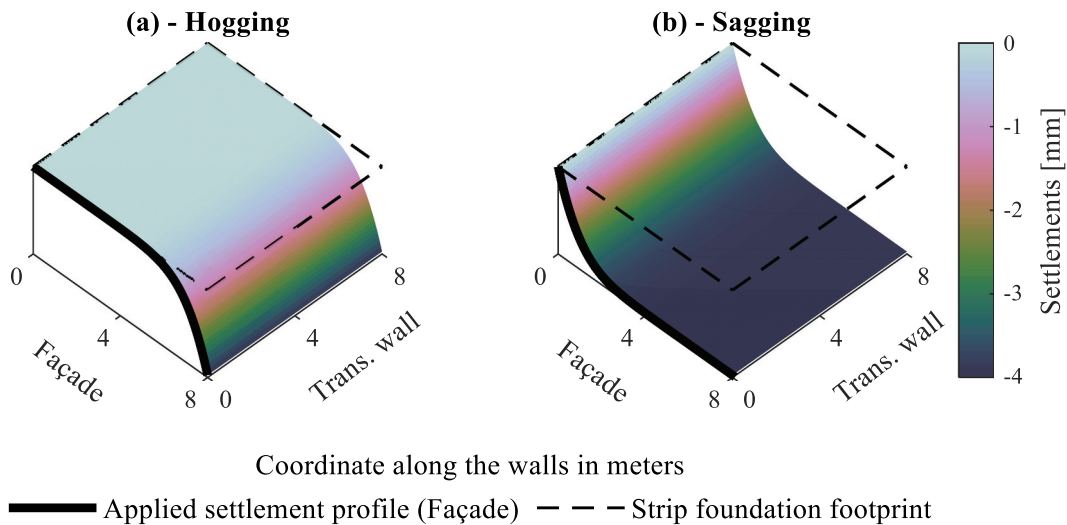 (a) - Hogging
(b) - Sagging
0
4
8
Façade
0
4
8
Trans. wall
0
4
8
Façade
0
4
8
Trans. wall
0
-1
-2
-3
-4
Settlements [mm]
Coordinate along the walls in meters
Applied settlement profile (Façade)
Strip foundation footprint